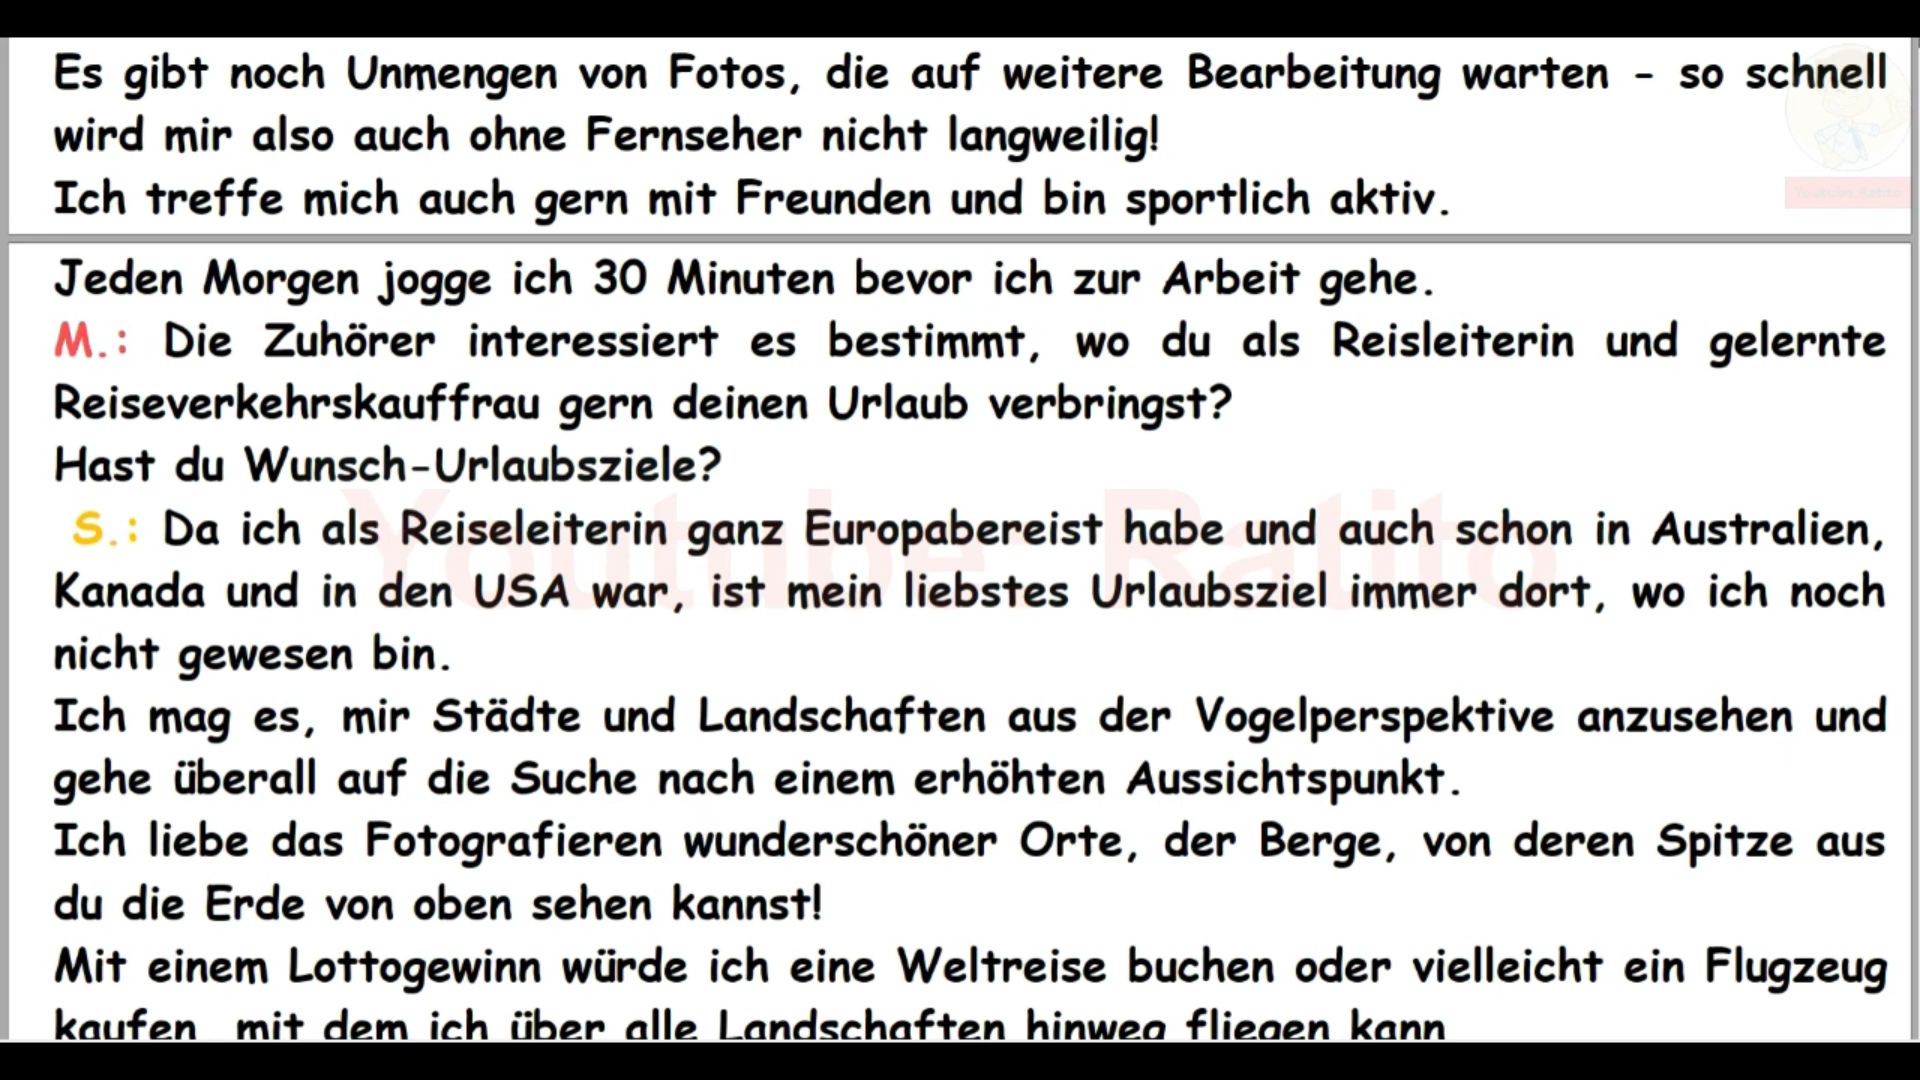 Es gibt noch Unmengen von Fotos, die auf weitere Bearbeitung warten - so schnell
wird mir also auch ohne Fernseher nicht langweilig!
Ich treffe mich auch gern mit Freunden und bin sportlich aktiv.
Jeden Morgen jogge ich 30 Minuten bevor ich zur Arbeit gehe.
M.: Die Zuhörer interessiert es bestimmt, wo du als Reisleiterin und gelernte
Reiseverkehrskauffrau gern deinen Urlaub verbringst?
Hast du Wunsch-Urlaubsziele?
S.: Da ich als Reiseleiterin ganz Europabereist habe und auch schon in Australien,
Kanada und in den USA war, ist mein liebstes Urlaubsziel immer dort, wo ich noch
nicht gewesen bin.
Ich mag es, mir Städte und Landschaften aus der Vogelperspektive anzusehen und
gehe überall auf die Suche nach einem erhöhten Aussichtspunkt.
Ich liebe das Fotografieren wunderschöner Orte, der Berge, von deren Spitze aus
du die Erde von oben sehen kannst!
Mit einem Lottogewinn würde ich eine Weltreise buchen oder vielleicht ein Flugzeug
kaufen mit dem ich über alle Landschaften hinweg fliegen kann
Youtube Ratito
Youtube Ratito